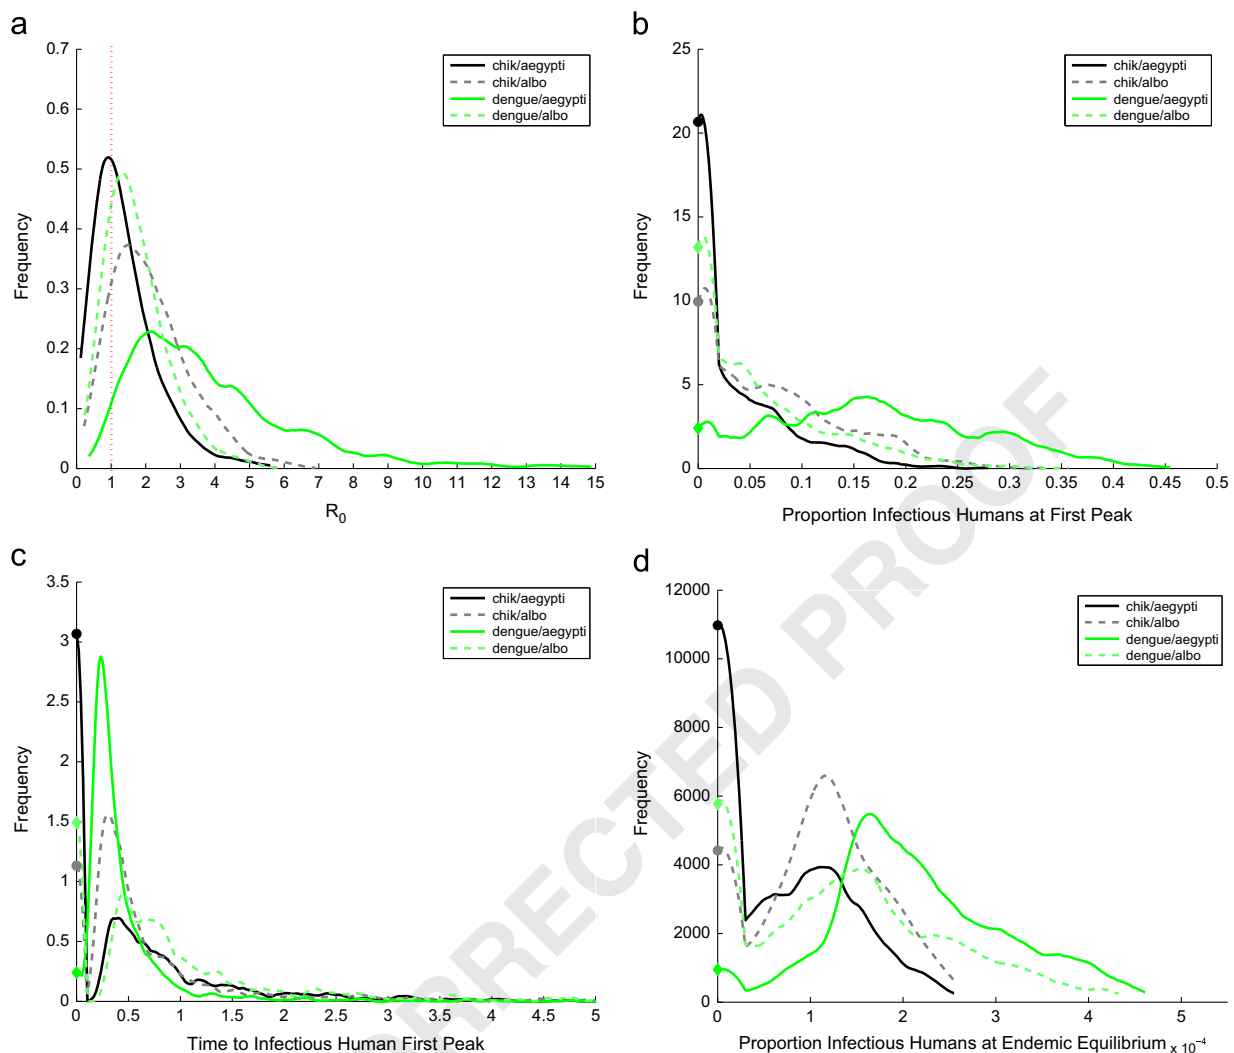 a
0.7
0.6
0.5
0.4
0.3
0.2
0.1
0
Frequency
chik/aegypti
chik/albo
dengue/aegypti
dengue/albo
0 1 2 3 4 5 6 7 8 9 10 11 12 13 14 15
R0
b
25
20
15
10
5
0
Frequency
chik/aegypti
chik/albo
dengue/aegypti
dengue/albo
0 0.05 0.1 0.15 0.2 0.25 0.3 0.35 0.4 0.45 0.5
Proportion Infectious Humans at First Peak
c
3.5
3
2.5
2
1.5
1
0.5
0
Frequency
chik/aegypti
chik/albo
dengue/aegypti
dengue/albo
0 0.5 1 1.5 2 2.5 3 3.5 4 4.5 5
Time to Infectious Human First Peak
d
12000
10000
8000
6000
4000
2000
0
Frequency
chik/aegypti
chik/albo
dengue/aegypti
dengue/albo
0 1 2 3 4 5
Proportion Infectious Humans at Endemic Equilibrium x 10−4
RRECTED PROOF